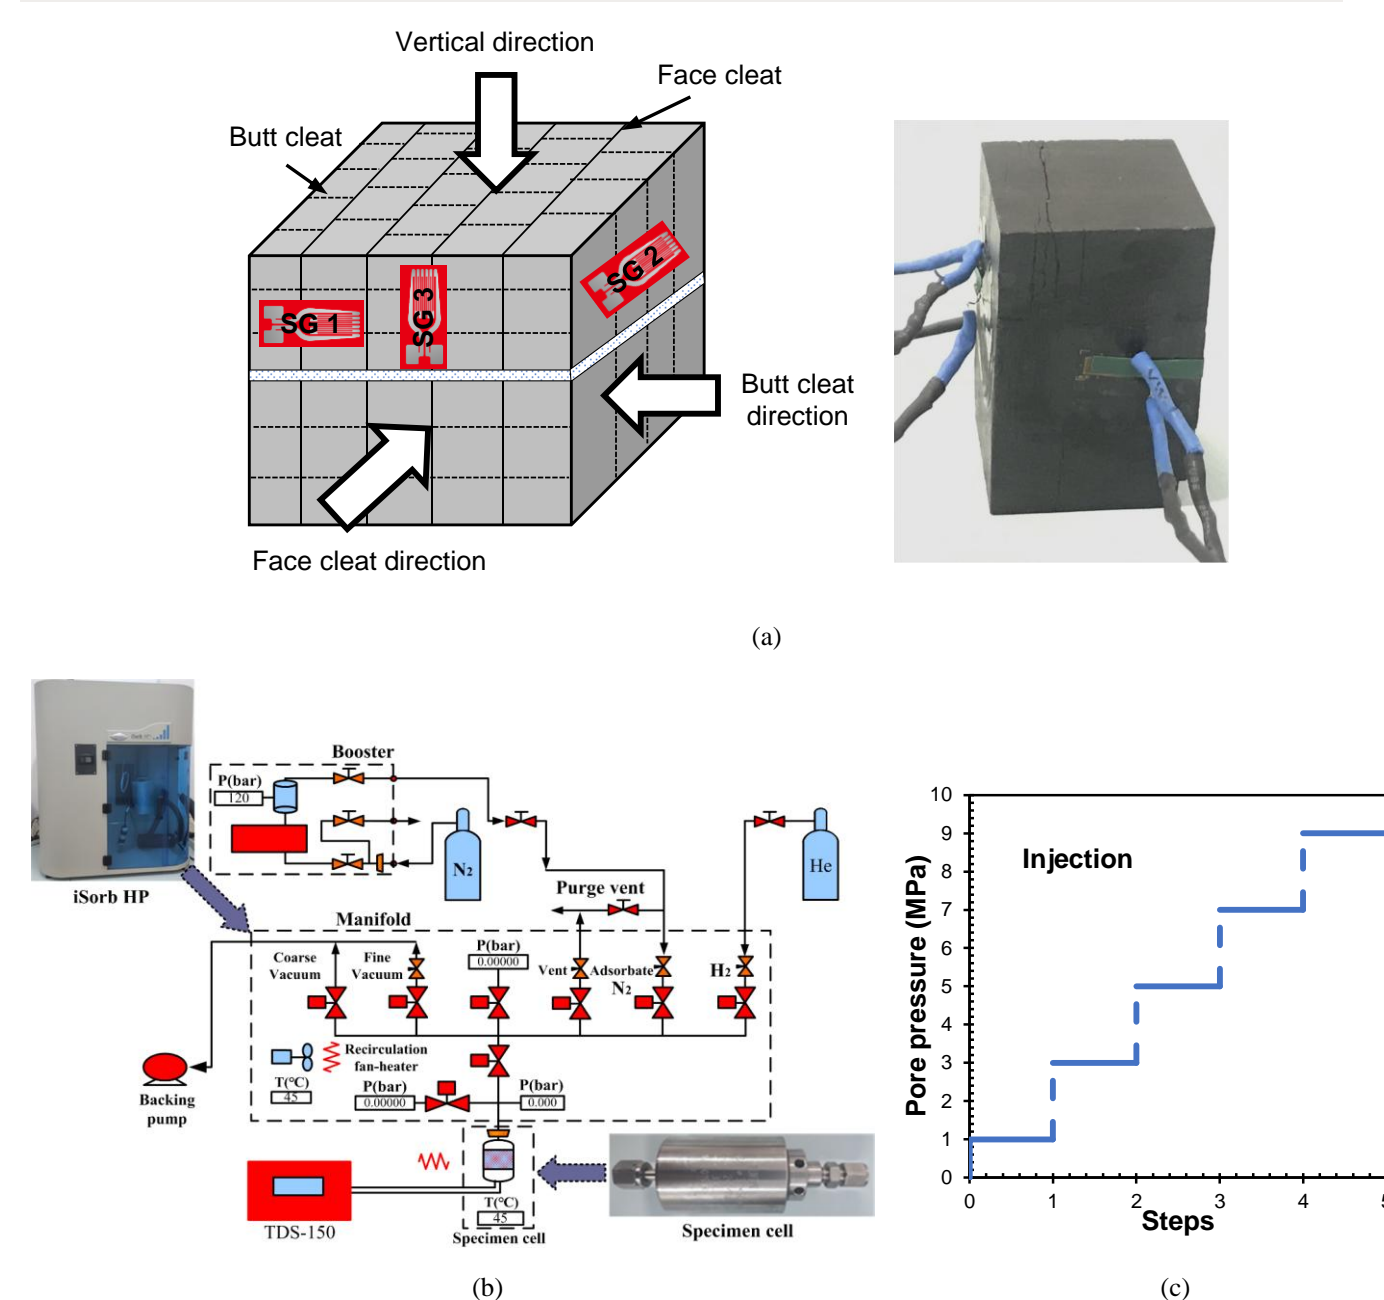 Vertical direction
Face cleat
Butt cleat
SG 1
SG 3
SG 2
Butt cleat
direction
Face cleat direction
(a)
Booster
P(bar)
120
N2
He
iSorb HP
Purge vent
Manifold
Coarse
Vacuum
Fine
Vacuum
P(bar)
0.00000
Vent
Adsorbate
N2
H2
Recirculation
fan-heater
T(°C)
45
P(bar)
0.00000
P(bar)
0.000
Backing
pump
TDS-150
T(°C)
45
Specimen cell
Specimen cell
(b)
Injection
Pore pressure (MPa)
10
9
8
7
6
5
4
3
2
1
0
0
1
2
3
4
5
Steps
(c)